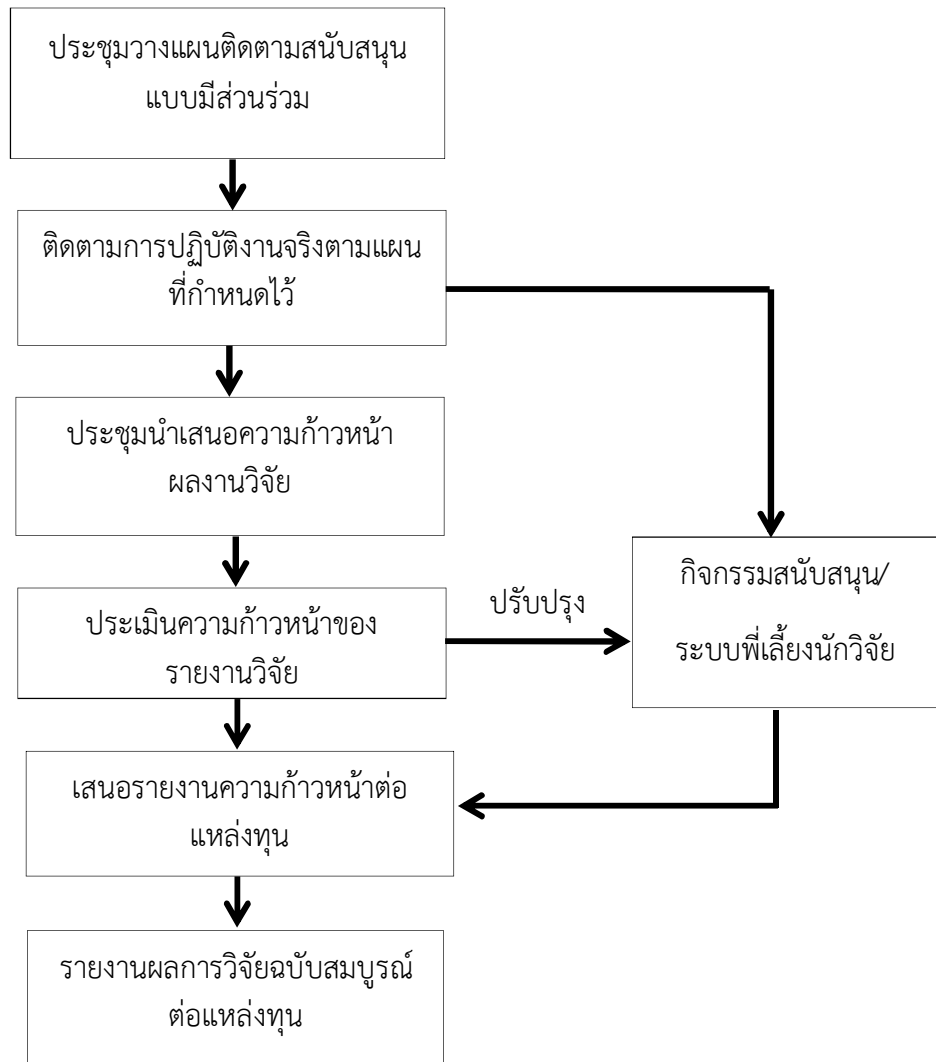 ประชุมวางแผนติดตามสนับสนุน
แบบมีส่วนร่วม
ติดตามการปฏิบัติงานจริงตามแผน
ที่กำหนดไว้
ประชุมนำเสนอความก้าวหน้า
ผลงานวิจัย
ประเมินความก้าวหน้าของ
รายงานวิจัย
ปรับปรุง
กิจกรรมสนับสนุน/
ระบบพี่เลี้ยงนักวิจัย
เสนอรายงานความก้าวหน้าต่อ
แหล่งทุน
รายงานผลการวิจัยฉบับสมบูรณ์
ต่อแหล่งทุน